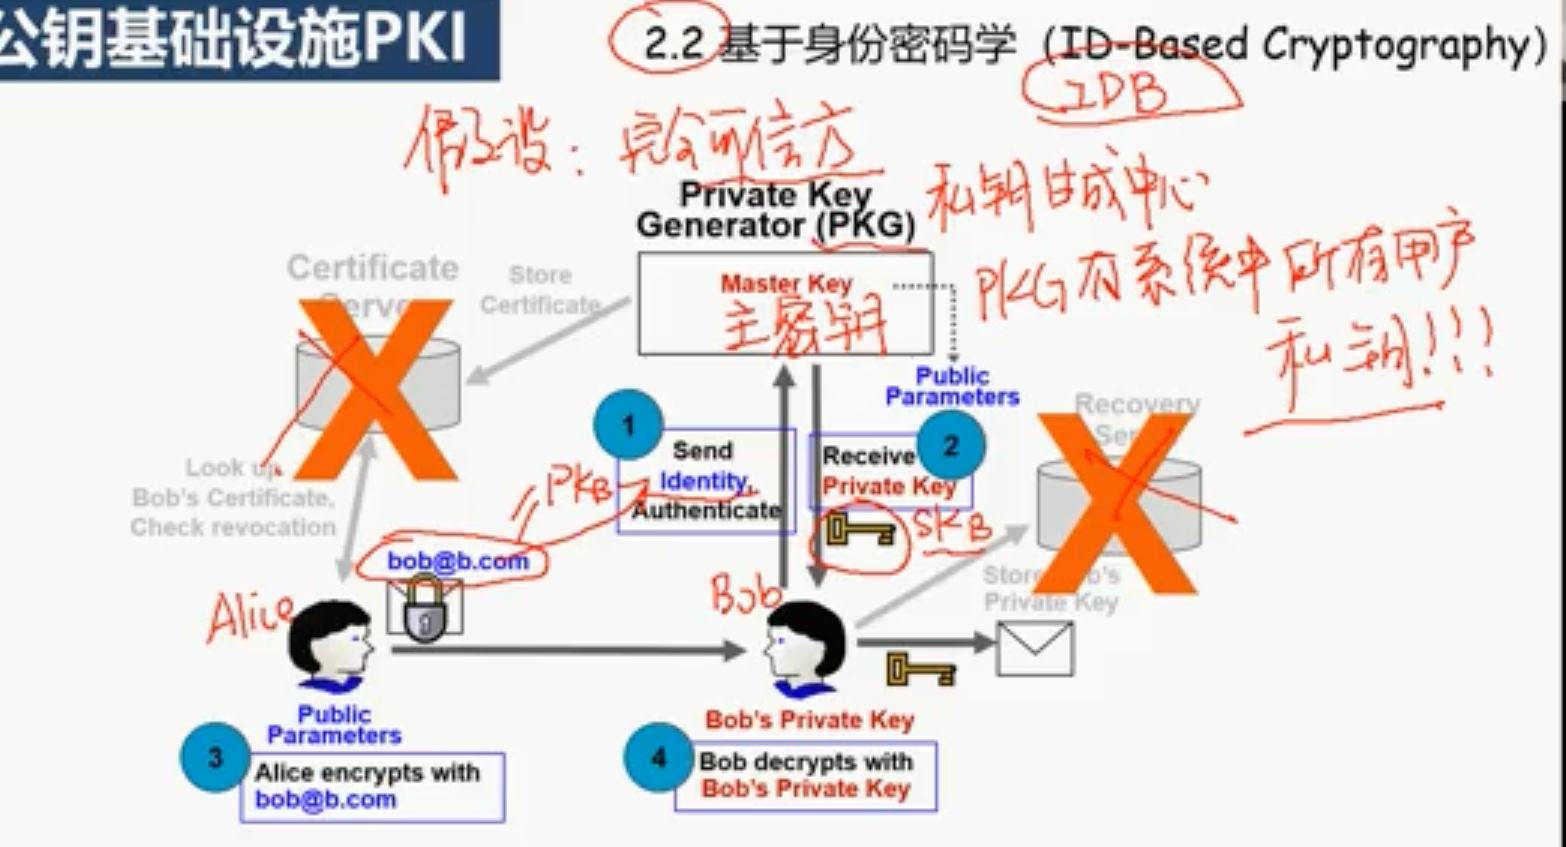 公钥基础设施PKI
2.2 基于身份密码学（ID-Based Cryptography）
IDB
假设：完全可信方
Private Key
Generator (PKG)
私钥生成中心
PKG有系统中所有用户
私钥!!!
Certificate
Store
Certificate
Master Key
主密钥
Public
Parameters
Recovery
1
Send
Identity,
Authenticate
2
Receive
Private Key
PKB
SKB
Look up
Bob's Certificate,
Check revocation
bob@b.com
Store Bob's
Private Key
Alice
Bob
Public
Parameters
3
Alice encrypts with
bob@b.com
Bob's Private Key
4
Bob decrypts with
Bob's Private Key